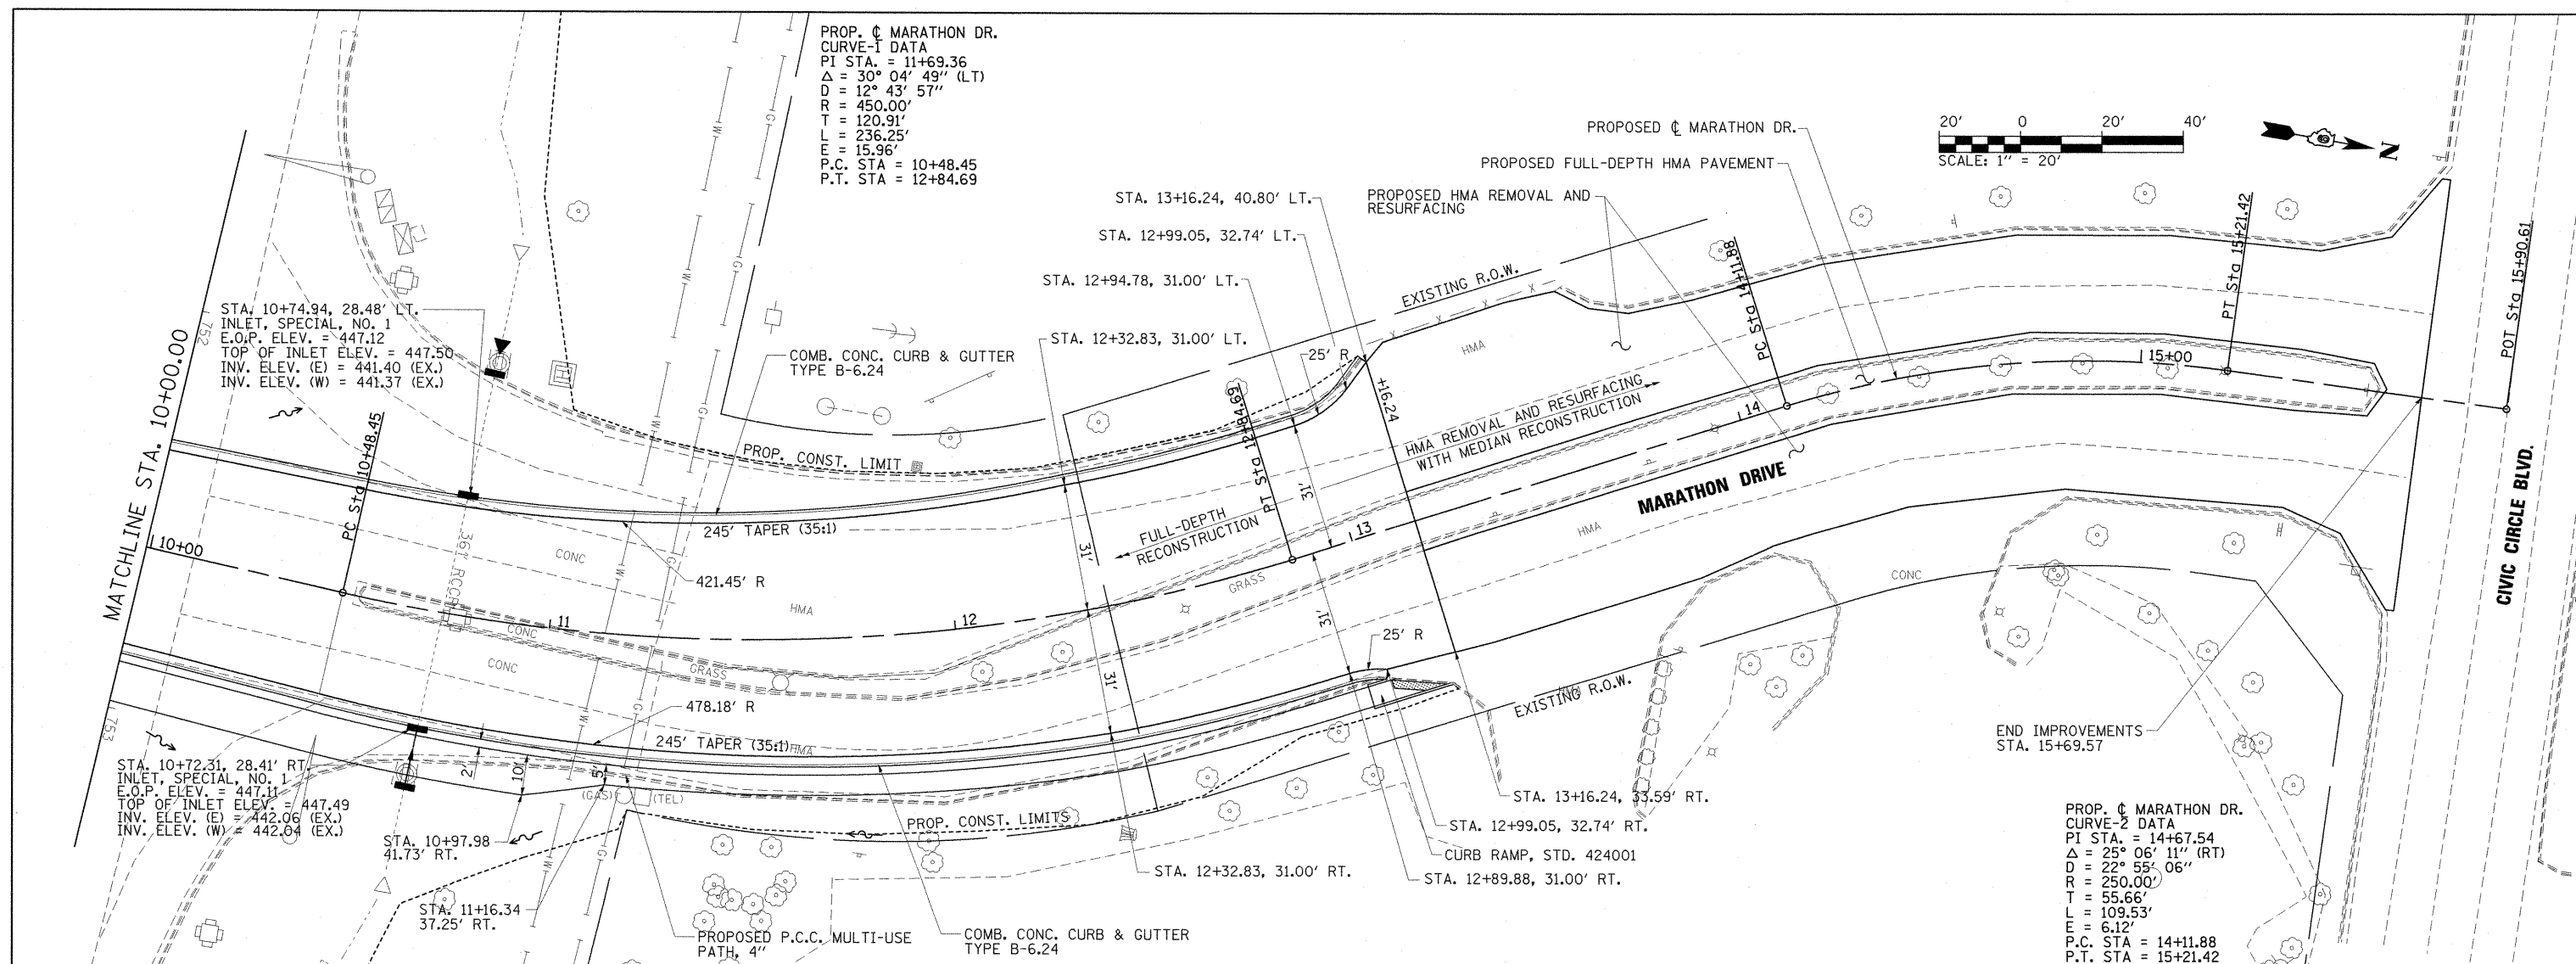 PROP. ℄ MARATHON DR.
CURVE-1 DATA
PI STA. = 11+69.36
Δ = 30° 04' 49" (LT)
D = 12° 43' 57"
R = 450.00'
T = 120.91'
L = 236.25'
E = 15.96'
P.C. STA = 10+48.45
P.T. STA = 12+84.69
20' 0 20' 40'
SCALE: 1" = 20'
N
PROPOSED ℄ MARATHON DR.
PROPOSED FULL-DEPTH HMA PAVEMENT
PROPOSED HMA REMOVAL AND
RESURFACING
STA. 13+16.24, 40.80' LT.
STA. 12+99.05, 32.74' LT.
STA. 12+94.78, 31.00' LT.
STA. 12+32.83, 31.00' LT.
EXISTING R.O.W.
25' R
+16.24
HMA
PC Sta 14+11.88
PT Sta 15+21.42
POT Sta 15+90.61
STA. 10+74.94, 28.48' LT.
INLET, SPECIAL, NO. 1
E.O.P. ELEV. = 447.12
TOP OF INLET ELEV. = 447.50
INV. ELEV. (E) = 441.40 (EX.)
INV. ELEV. (W) = 441.37 (EX.)
752
MATCHLINE STA. 10+00.00
COMB. CONC. CURB & GUTTER
TYPE B-6.24
PROP. CONST. LIMIT
PC Sta 10+48.45
10+00
36" RCCP
CONC
245' TAPER (35:1)
421.45' R
HMA
11
12
CONC
CONC
GRASS
478.18' R
245' TAPER (35:1)
HMA
31'
31'
FULL-DEPTH
RECONSTRUCTION
PT Sta 12+84.69
31'
31'
13
GRASS
HMA REMOVAL AND RESURFACING
WITH MEDIAN RECONSTRUCTION
14
15+00
MARATHON DRIVE
HMA
CONC
CIVIC CIRCLE BLVD.
25' R
EXISTING R.O.W.
END IMPROVEMENTS
STA. 15+69.57
753
STA. 10+72.31, 28.41' RT.
INLET, SPECIAL, NO. 1
E.O.P. ELEV. = 447.11
TOP OF INLET ELEV. = 447.49
INV. ELEV. (E) = 442.06 (EX.)
INV. ELEV. (W) = 442.04 (EX.)
2'
10'
5'
(GAS)
(TEL)
STA. 10+97.98
41.73' RT.
STA. 11+16.34
37.25' RT.
PROP. CONST. LIMITS
PROPOSED P.C.C. MULTI-USE
PATH, 4"
COMB. CONC. CURB & GUTTER
TYPE B-6.24
STA. 12+32.83, 31.00' RT.
STA. 13+16.24, 33.59' RT.
STA. 12+99.05, 32.74' RT.
CURB RAMP, STD. 424001
STA. 12+89.88, 31.00' RT.
PROP. ℄ MARATHON DR.
CURVE-2 DATA
PI STA. = 14+67.54
Δ = 25° 06' 11" (RT)
D = 22° 55' 06"
R = 250.00'
T = 55.66'
L = 109.53'
E = 6.12'
P.C. STA = 14+11.88
P.T. STA = 15+21.42